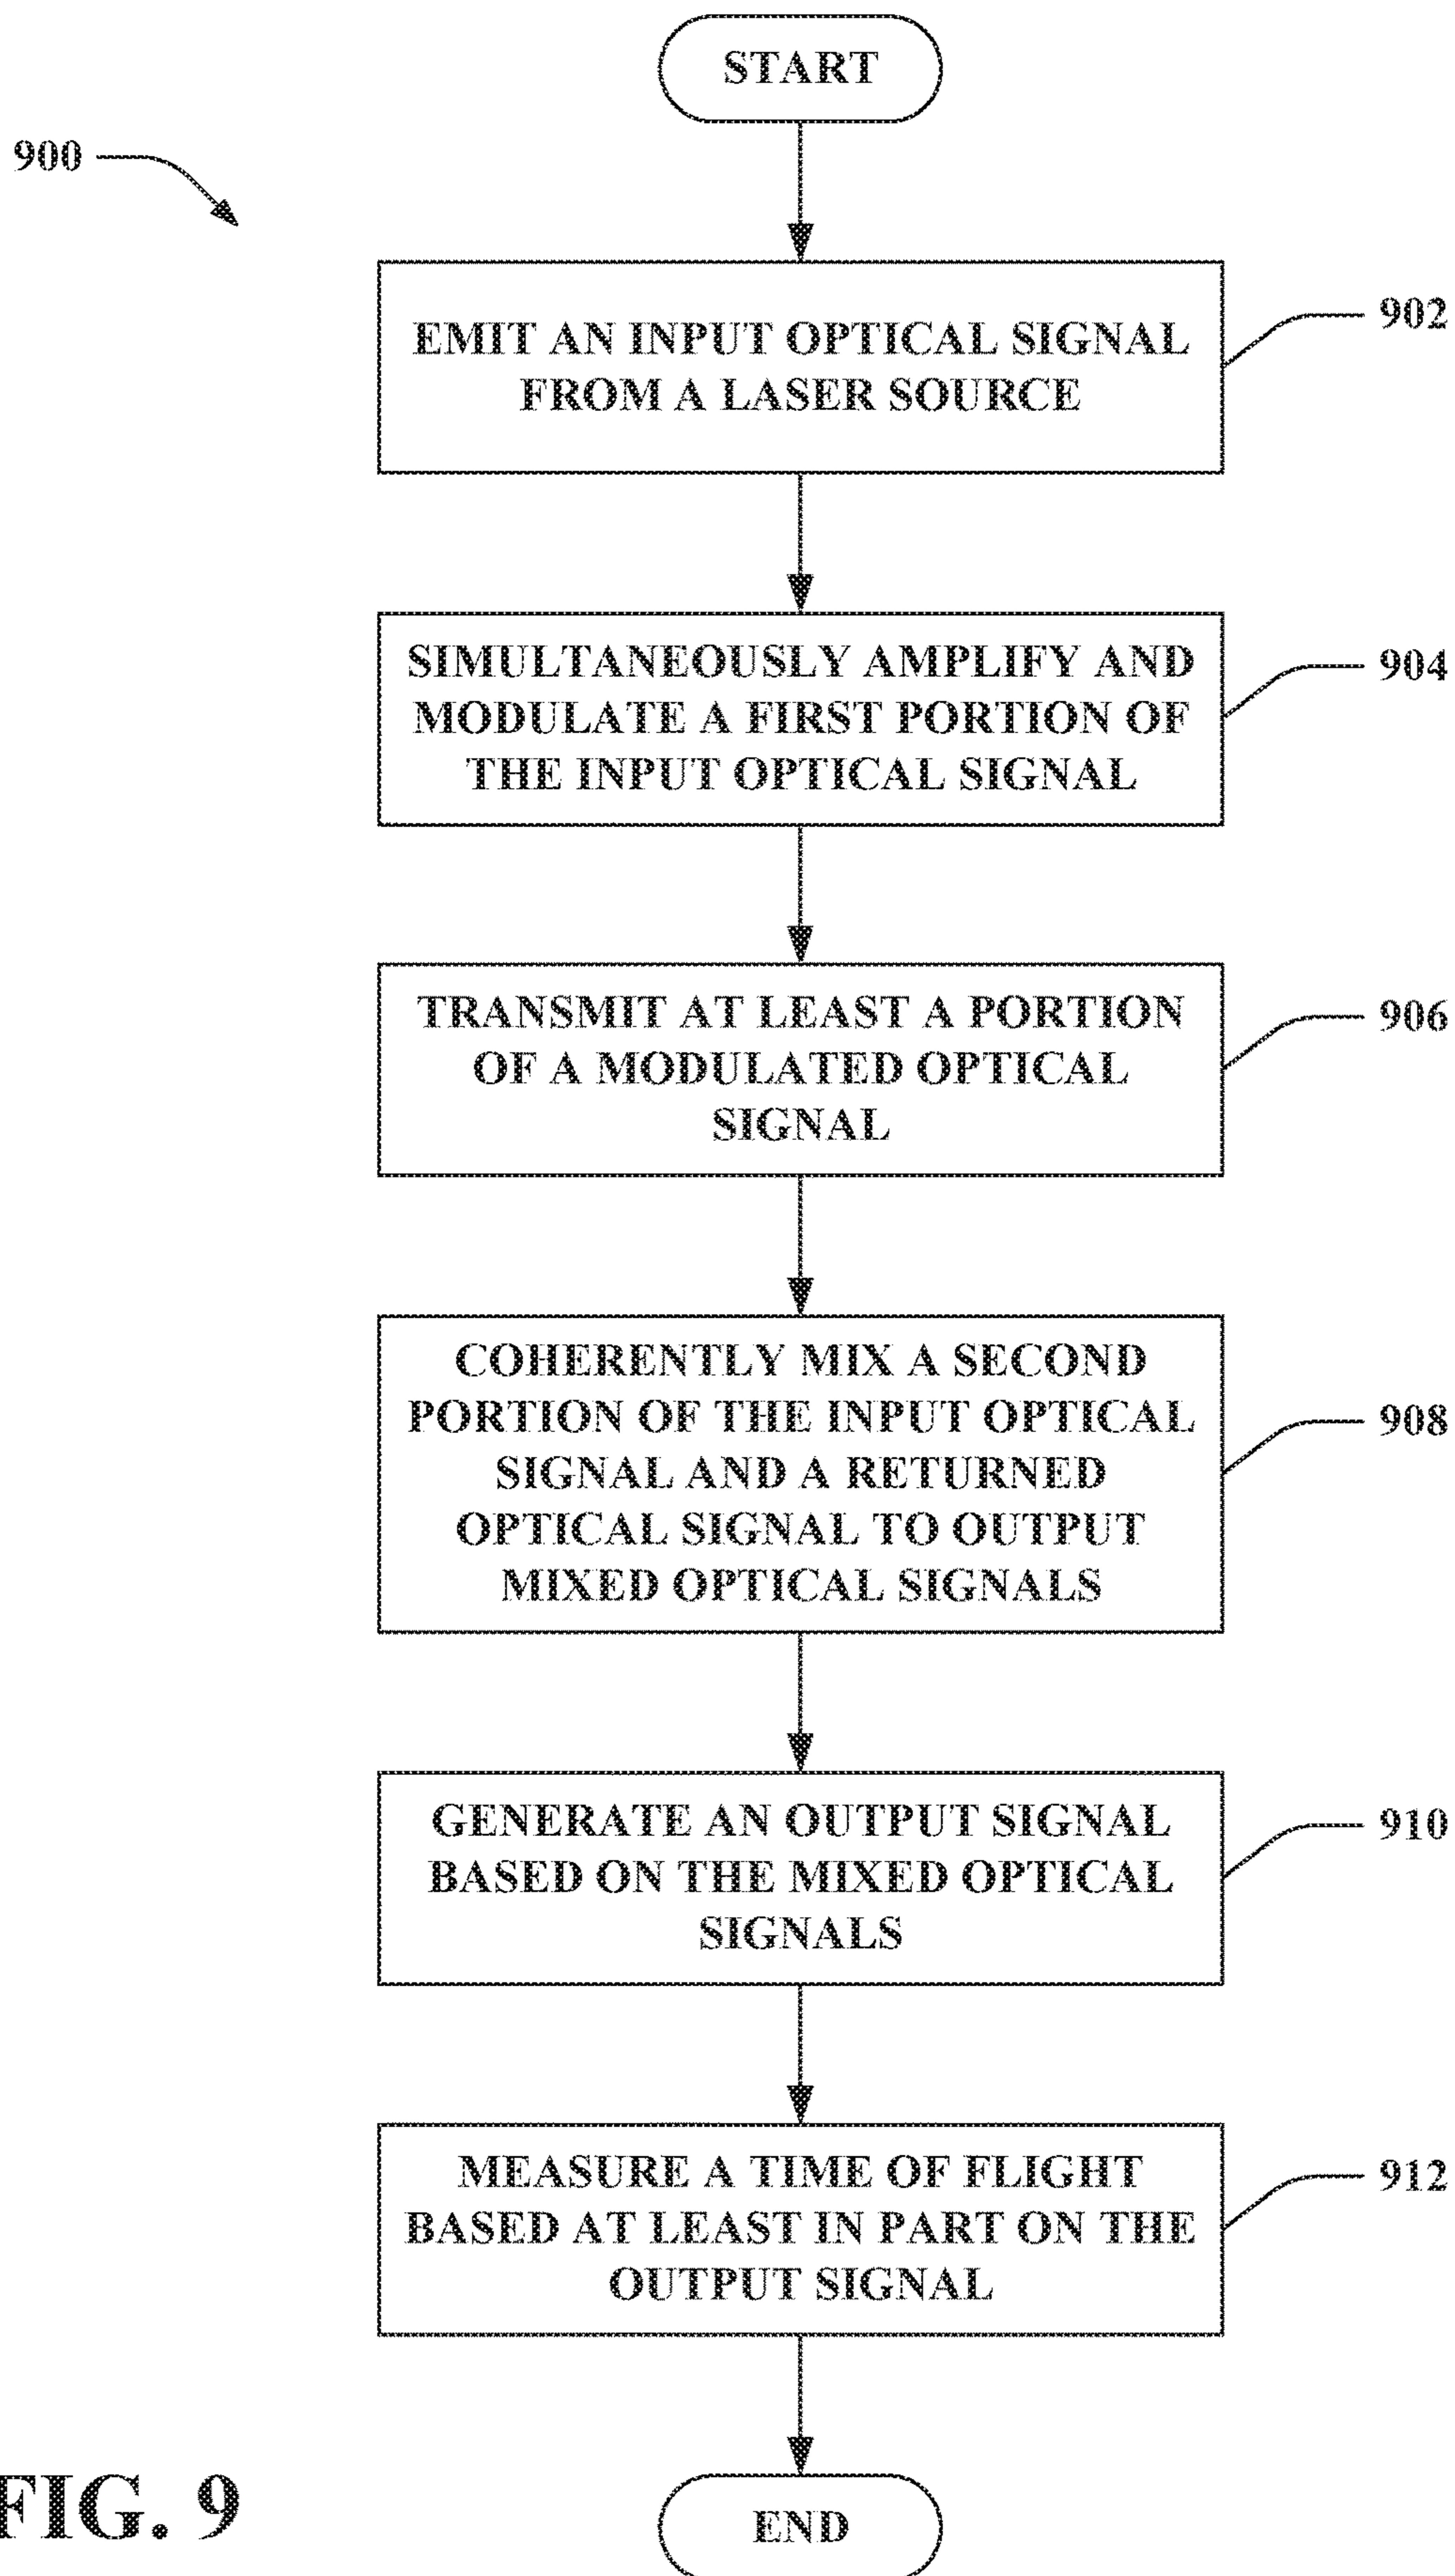 START
900
EMIT AN INPUT OPTICAL SIGNAL
FROM A LASER SOURCE
902
SIMULTANEOUSLY AMPLIFY AND
MODULATE A FIRST PORTION OF
THE INPUT OPTICAL SIGNAL
904
TRANSMIT AT LEAST A PORTION
OF A MODULATED OPTICAL
SIGNAL
906
COHERENTLY MIX A SECOND
PORTION OF THE INPUT OPTICAL
SIGNAL AND A RETURNED
OPTICAL SIGNAL TO OUTPUT
MIXED OPTICAL SIGNALS
908
GENERATE AN OUTPUT SIGNAL
BASED ON THE MIXED OPTICAL
SIGNALS
910
MEASURE A TIME OF FLIGHT
BASED AT LEAST IN PART ON THE
OUTPUT SIGNAL
912
END
FIG. 9